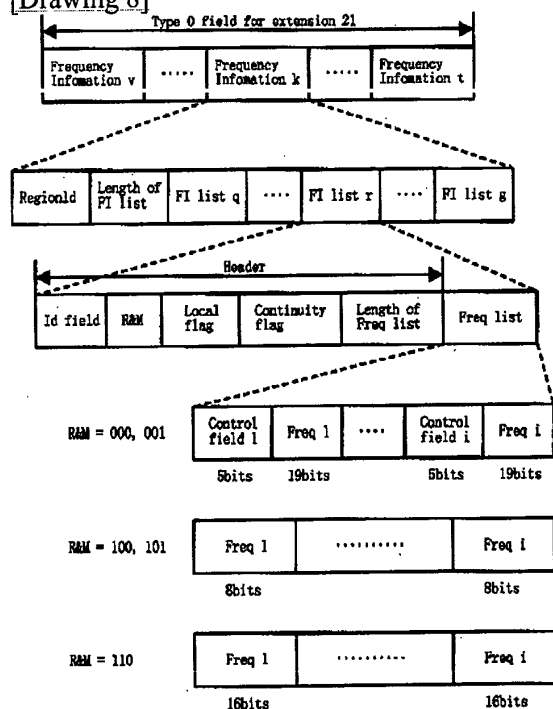 [Drawing 8]
Type 0 field for extension 21
Frequency Infomation v ..... Frequency Infomation k ..... Frequency Infomation t
RegionId Length of FI list FI list q .... FI list r .... FI list g
Header
Id field R&M Local flag Continuity flag Length of Freq list Freq list
R&M = 000, 001 Control field 1 Freq 1 .... Control field i Freq i
5bits 19bits 5bits 19bits
R&M = 100, 101 Freq 1 .......... Freq i
8bits 8bits
R&M = 110 Freq 1 .......... Freq i
16bits 16bits